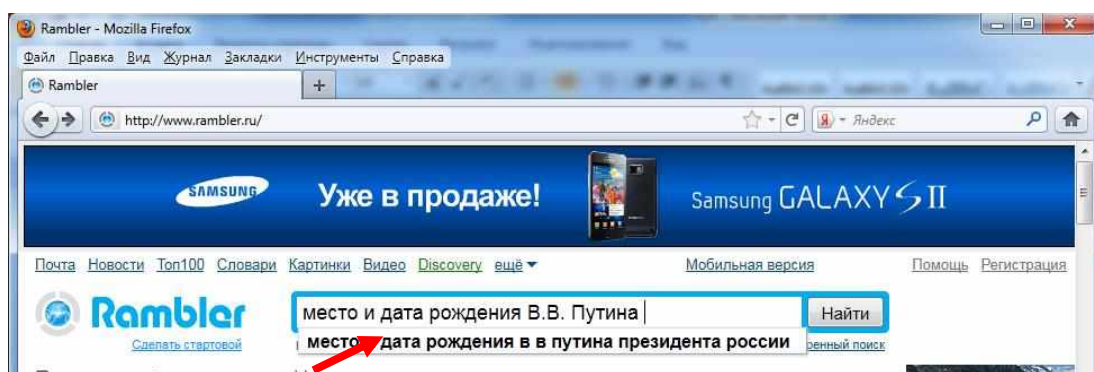 Rambler - Mozilla Firefox
Файл Правка Вид Журнал Закладки Инструменты Справка
Rambler +
http://www.rambler.ru/ Яндекс
SAMSUNG Уже в продаже! Samsung GALAXY S II
Почта Новости Топ100 Словари Картинки Видео Discovery ещё Мобильная версия Помощь Регистрация
Rambler место и дата рождения В.В. Путина Найти
Сделать стартовой место дата рождения в в путина президента россии поиск